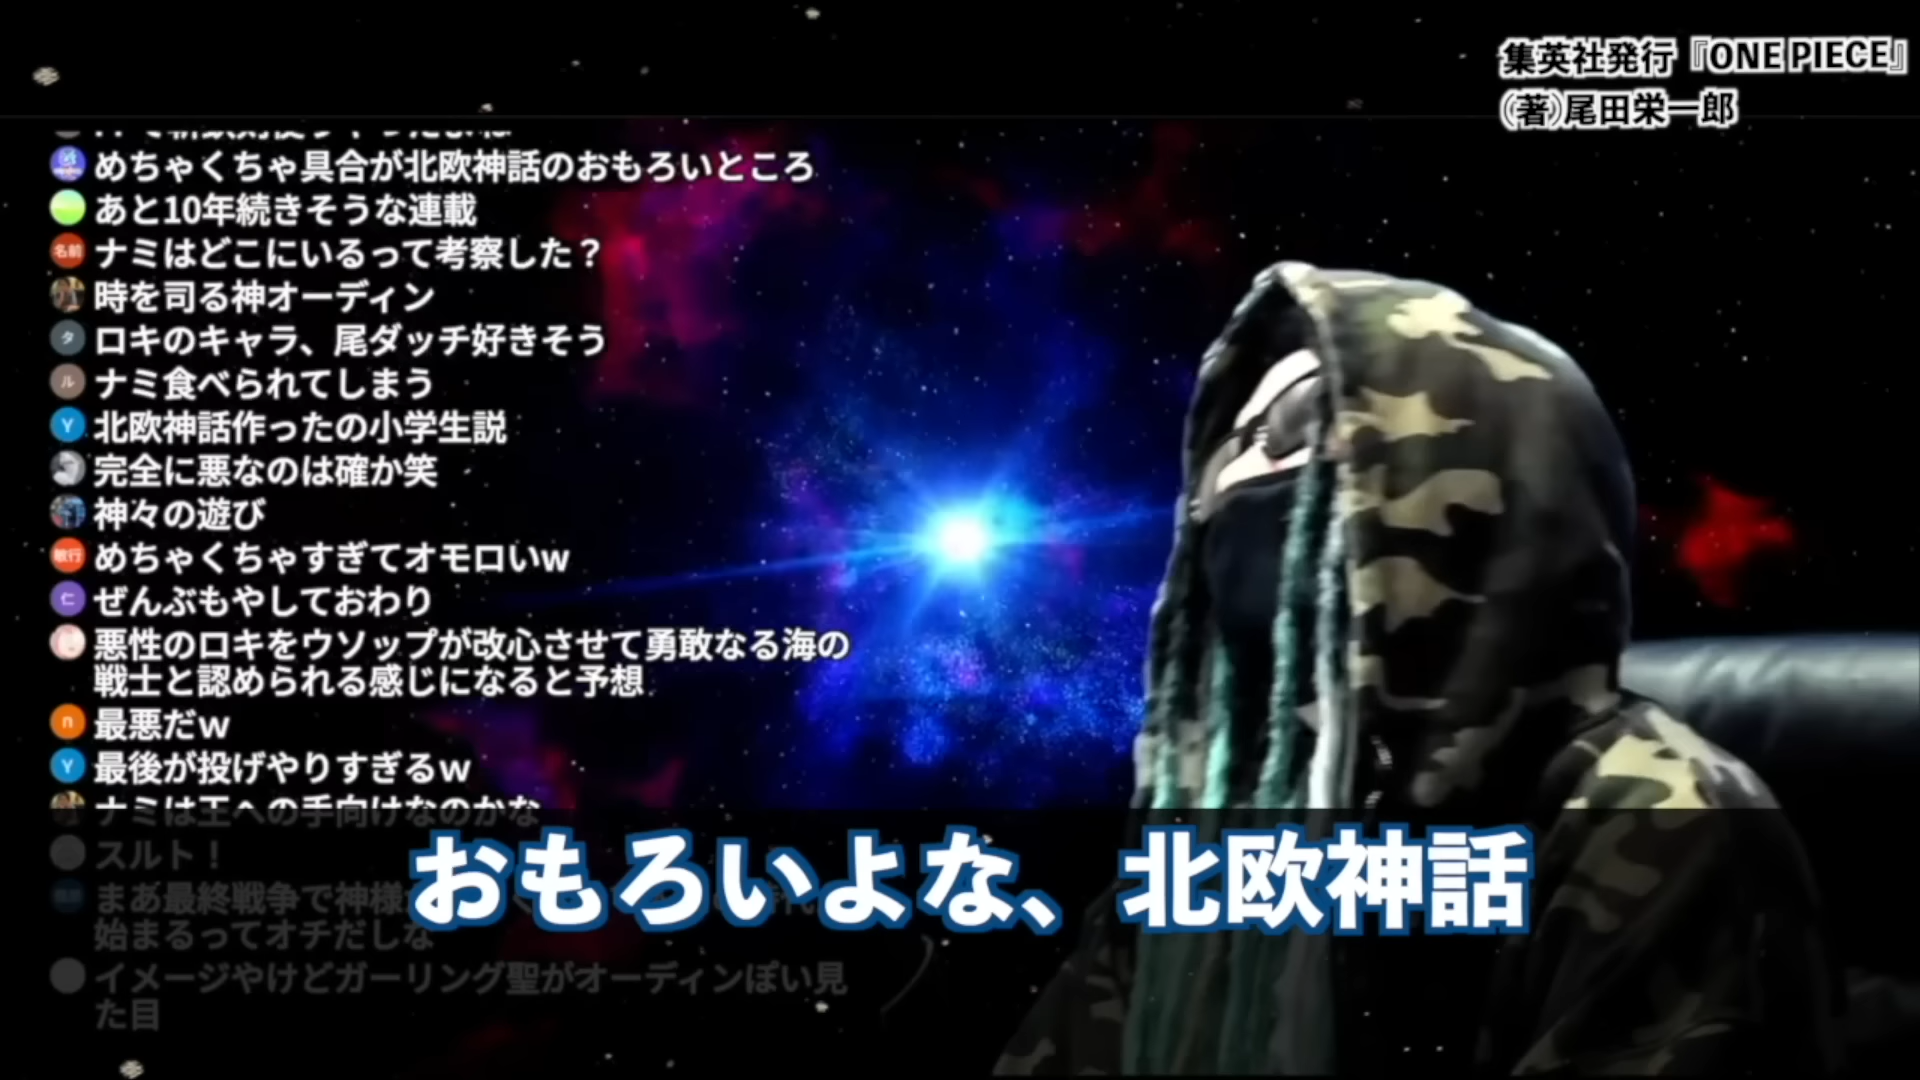 集英社発行『ONE PIECE』
(著)尾田栄一郎
めちゃくちゃ具合が北欧神話のおもろいところ
あと10年続きそうな連載
名前
ナミはどこにいるって考察した？
時を司る神オーディン
タ
ロキのキャラ、尾ダッチ好きそう
ル
ナミ食べられてしまう
Y
北欧神話作ったの小学生説
完全に悪なのは確か笑
神々の遊び
敏行
めちゃくちゃすぎてオモロいw
仁
ぜんぶもやしておわり
悪性のロキをウソップが改心させて勇敢なる海の
戦士と認められる感じになると予想
n
最悪だw
Y
最後が投げやりすぎるw
ナミは王への手向けなのかな
スルト！
まあ最終戦争で神様
始まるってオチだしな
イメージやけどガーリング聖がオーディンぽい見
た目
おもろいよな、北欧神話